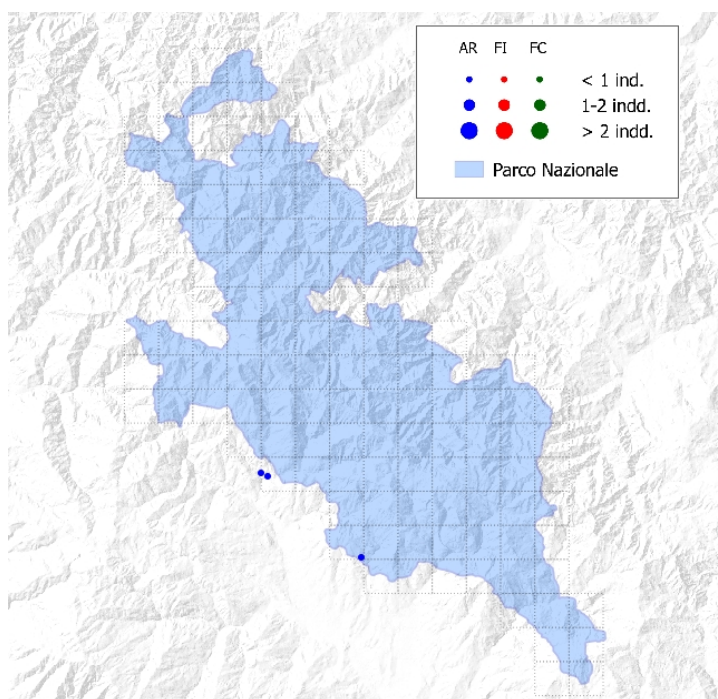 AR FI FC
< 1 ind.
1-2 indd.
> 2 indd.
Parco Nazionale